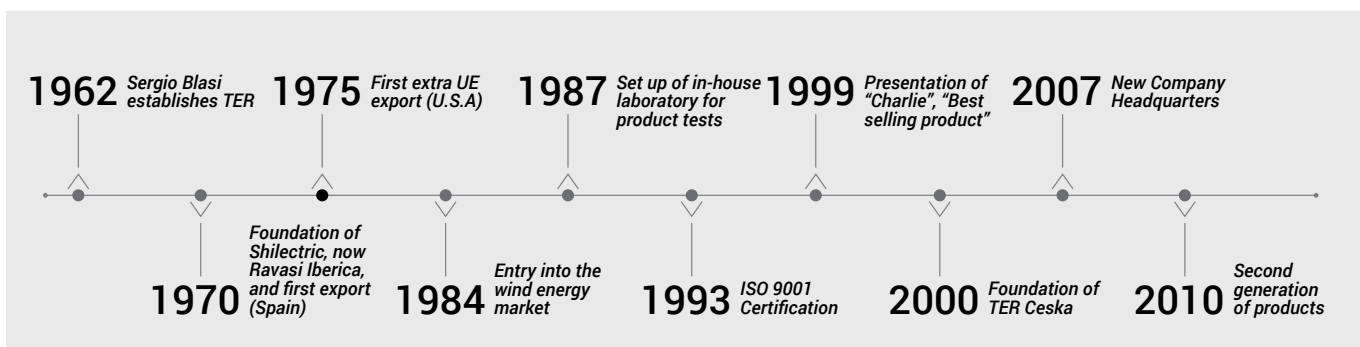 1962 Sergio Blasi
establishes TER
1975 First extra UE
export (U.S.A)
1987 Set up of in-house
laboratory for
product tests
1999 Presentation of
“Charlie”, “Best
selling product”
2007 New Company
Headquarters
Foundation of
Shilectric, now
Ravasi Iberica,
and first export
1970 (Spain)
Entry into the
1984 wind energy
market
1993 ISO 9001
Certification
2000 Foundation of
TER Ceska
Second
2010 generation
of products